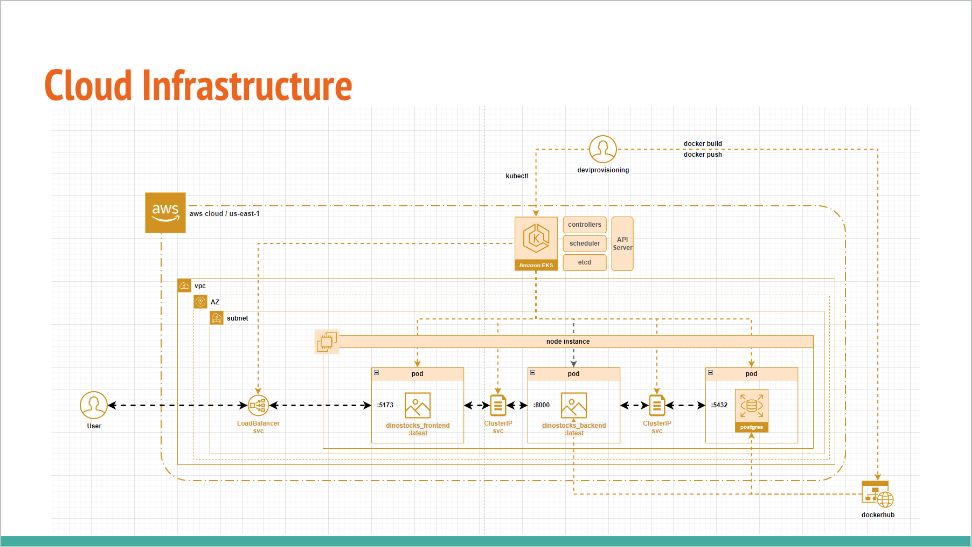 Cloud Infrastructure
docker build
docker push
dev/provisioning
kubectl
aws
aws cloud / us-east-1
controllers
scheduler
etcd
API
Server
Amazon EKS
vpc
AZ
subnet
node instance
pod
pod
pod
:5173
:8000
:5432
dinostocks_frontend
:latest
dinostocks_backend
:latest
postgres
User
LoadBalancer
svc
ClusterIP
svc
ClusterIP
svc
dockerhub